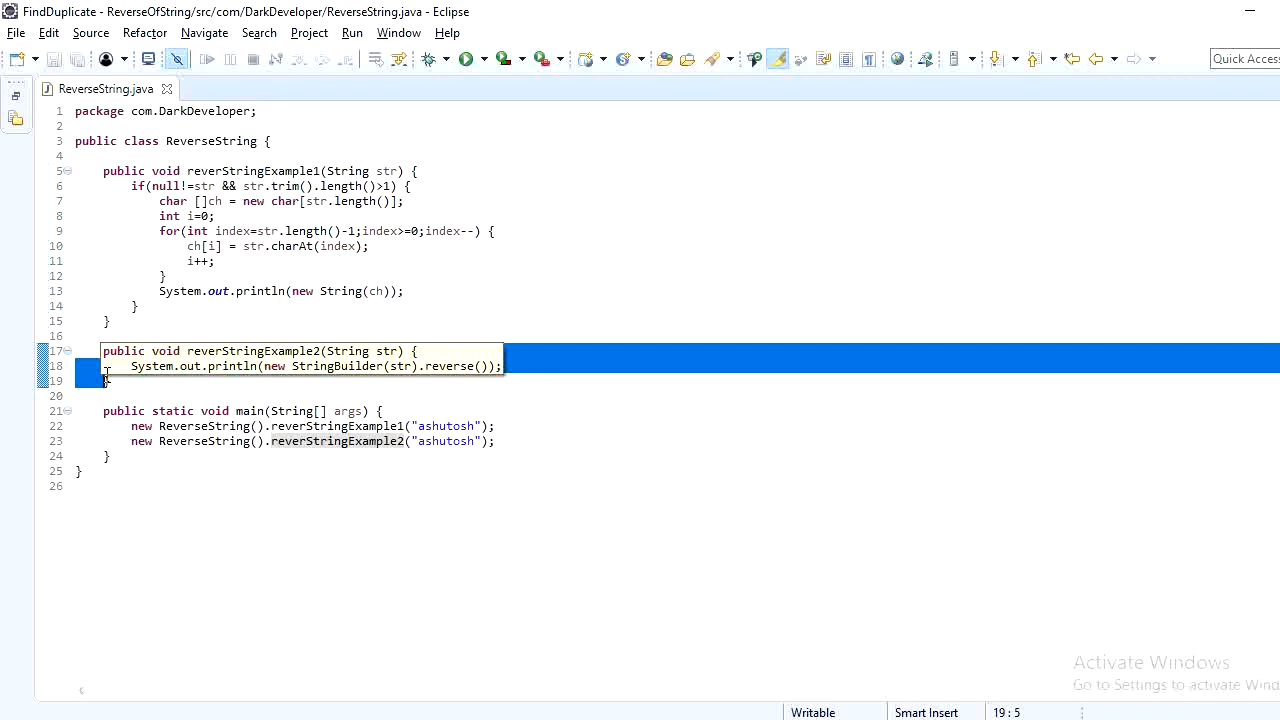 FindDuplicate - ReverseOfString/src/com/DarkDeveloper/ReverseString.java - Eclipse
File Edit Source Refactor Navigate Search Project Run Window Help
Quick Access
ReverseString.java
1 package com.DarkDeveloper;
2
3 public class ReverseString {
4
5 public void reverStringExample1(String str) {
6 if(null!=str && str.trim().length()>1) {
7 char []ch = new char[str.length()];
8 int i=0;
9 for(int index=str.length()-1;index>=0;index--) {
10 ch[i] = str.charAt(index);
11 i++;
12 }
13 System.out.println(new String(ch));
14 }
15 }
16
17 public void reverStringExample2(String str) {
18 System.out.println(new StringBuilder(str).reverse());
19 }
20
21 public static void main(String[] args) {
22 new ReverseString().reverStringExample1("ashutosh");
23 new ReverseString().reverStringExample2("ashutosh");
24 }
25 }
26
Activate Windows
Go to Settings to activate Wind
Writable Smart Insert 19 : 5